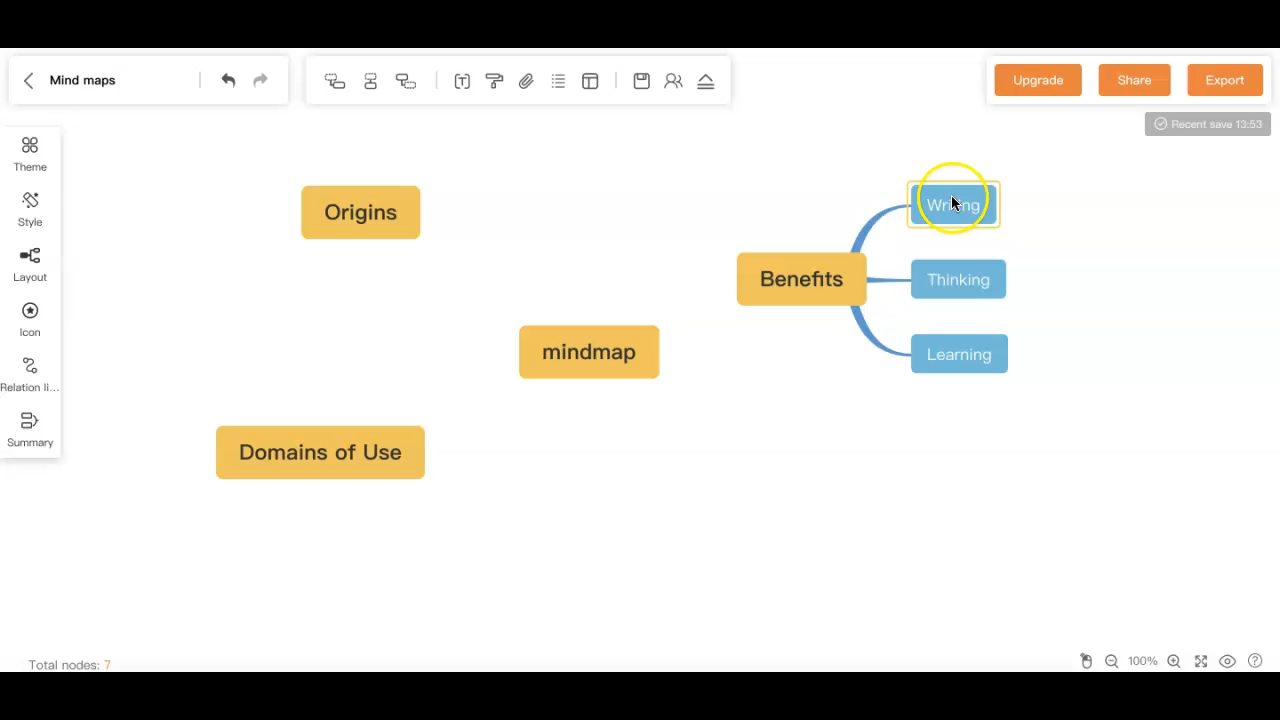 Mind maps
Upgrade
Share
Export
Recent save 13:53
Theme
Style
Layout
Icon
Relation li...
Summary
Origins
Writing
Benefits
Thinking
mindmap
Learning
Domains of Use
Total nodes: 7
100%